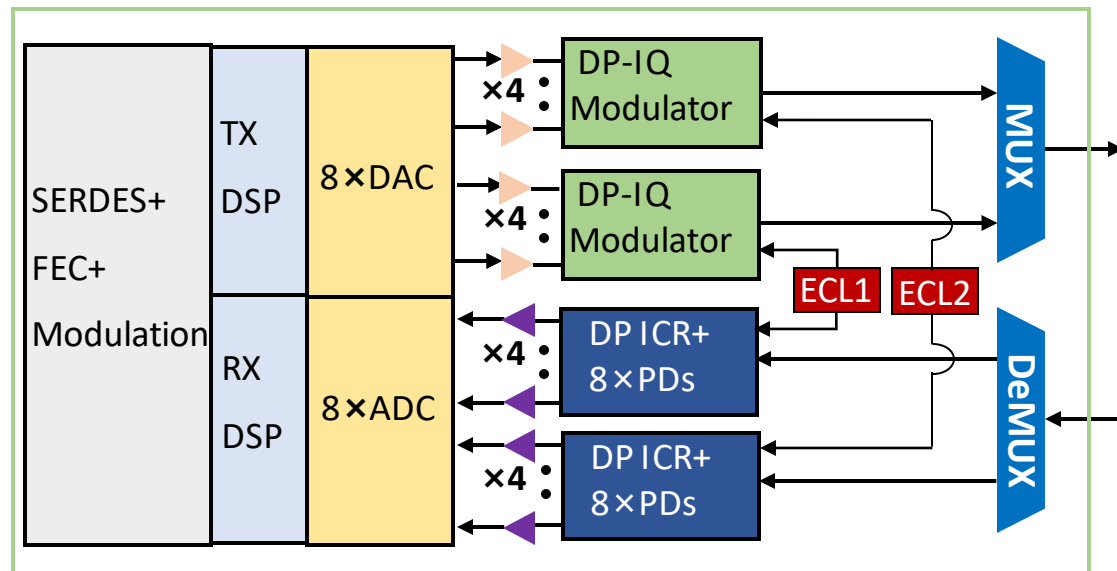 SERDES+
FEC+
Modulation
TX
DSP
RX
DSP
8×DAC
8×ADC
×4
×4
×4
×4
DP-IQ
Modulator
DP-IQ
Modulator
DP ICR+
8×PDs
DP ICR+
8×PDs
ECL1
ECL2
MUX
DeMUX